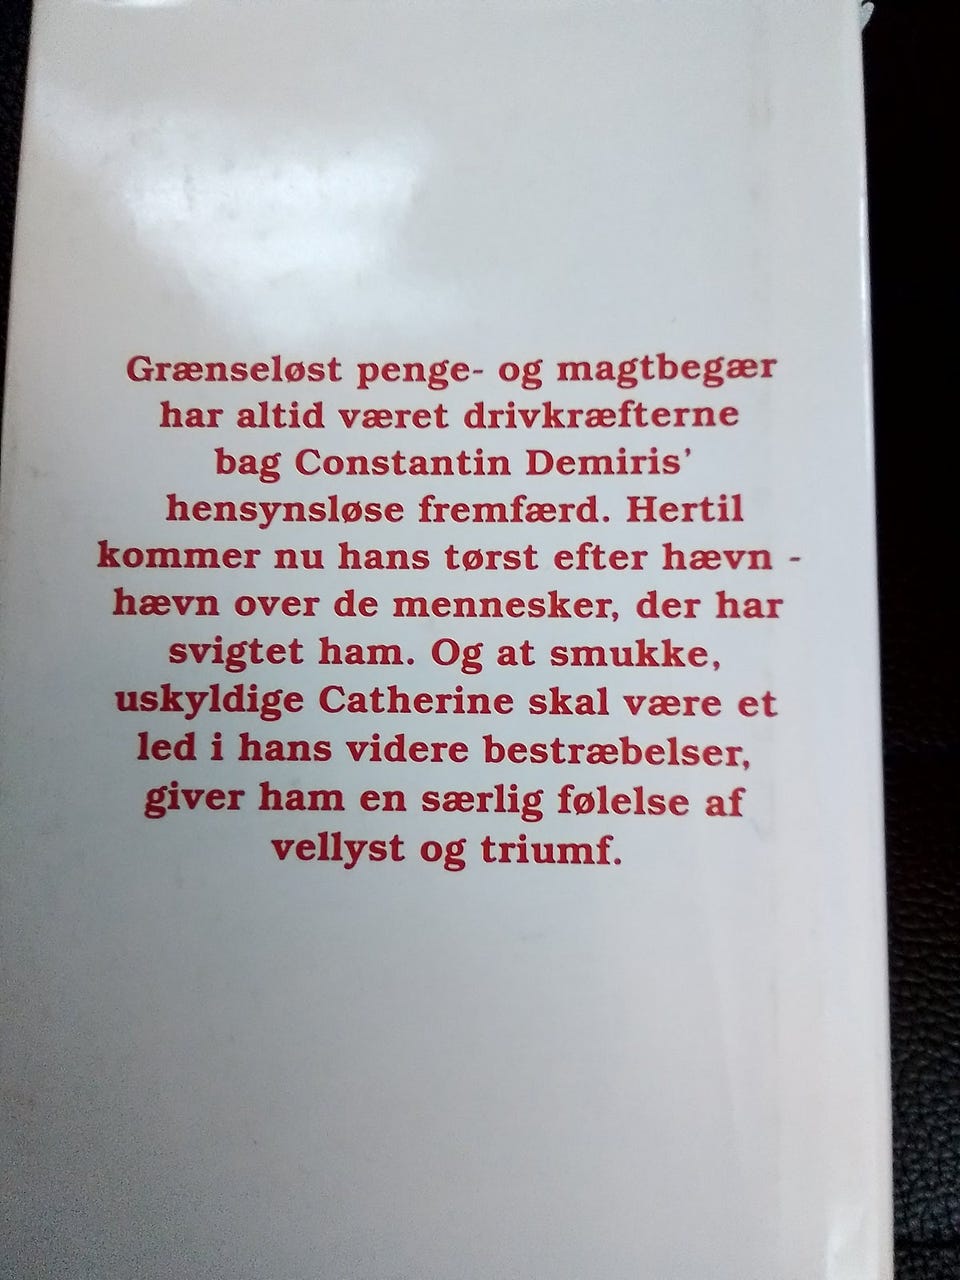 Grænseløst penge- og magtbegær
har altid været drivkræfterne
bag Constantin Demiris'
hensynsløse fremfærd. Hertil
kommer nu hans tørst efter hævn -
hævn over de mennesker, der har
svigtet ham. Og at smukke,
uskyldige Catherine skal være et
led i hans videre bestræbelser,
giver ham en særlig følelse af
vellyst og triumf.